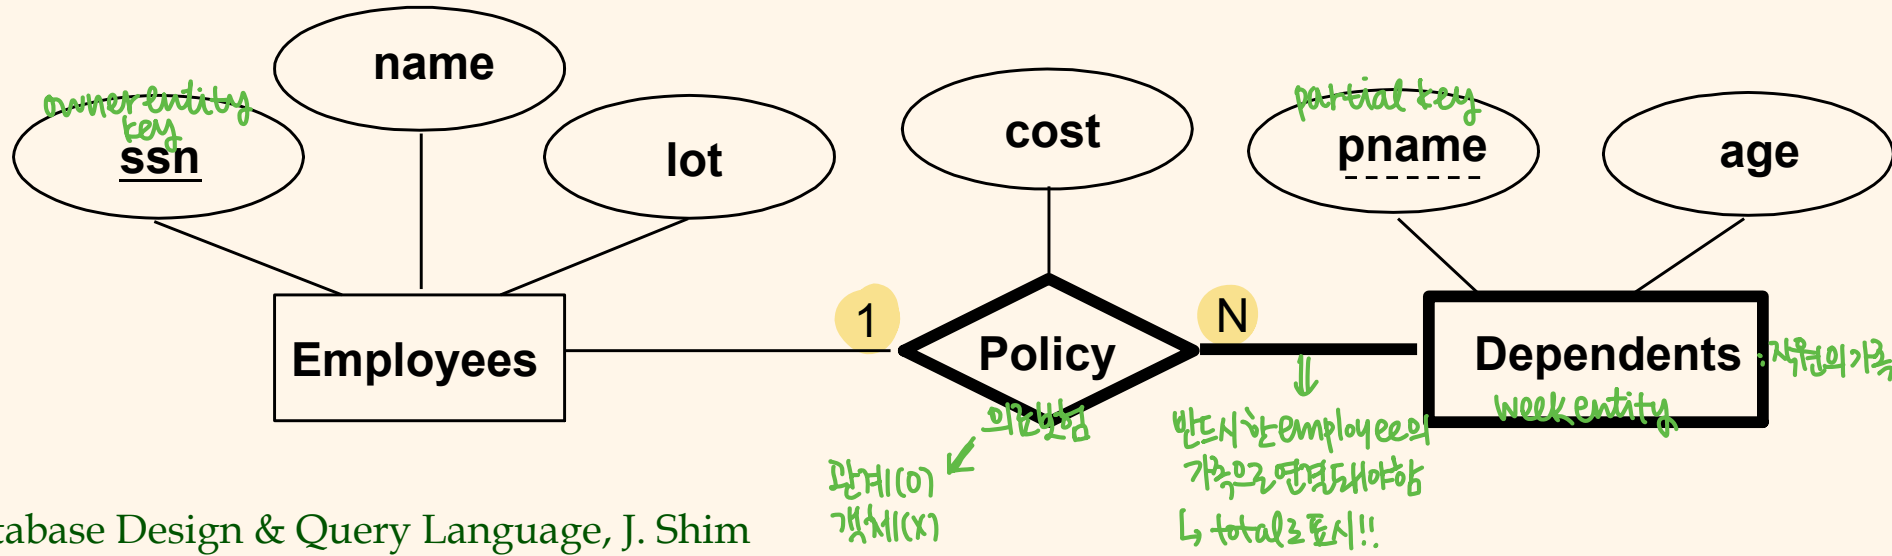 name
owner entity
key
ssn
lot
cost
partial key
pname
age
Employees
1
Policy
N
Dependents
:직원의 가족
week entity
의료보험
관계(O)
객체(X)
⇓
반드시 한 employee의
가족으로 연결돼야함
↳ total로 표시!!
tabase Design & Query Language, J. Shim